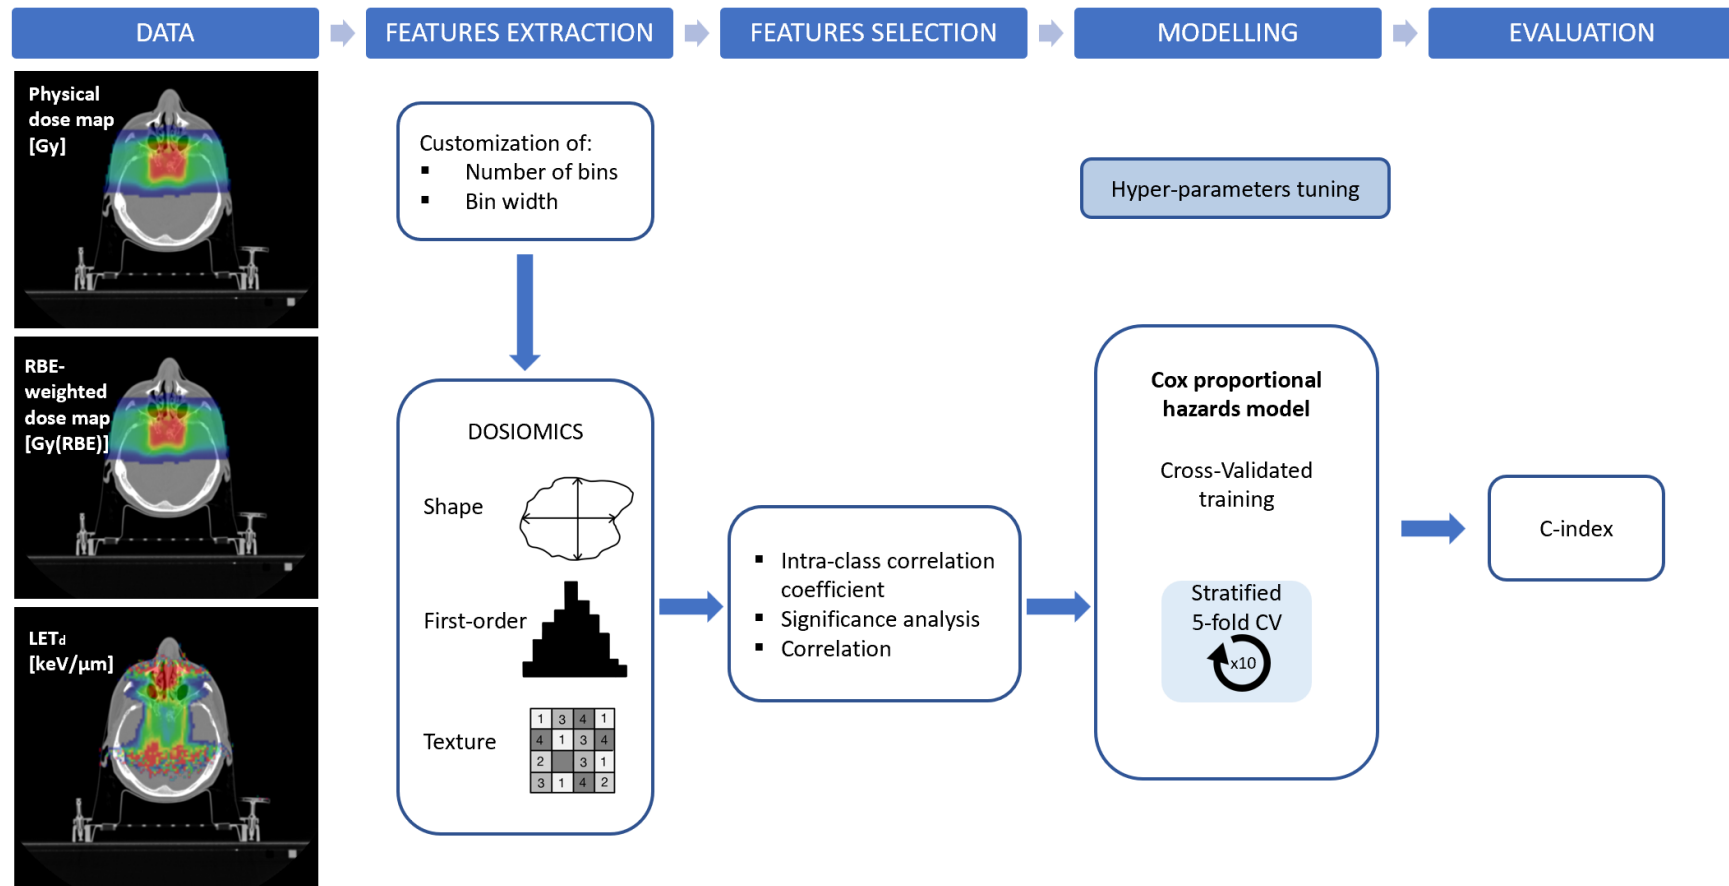 DATA
FEATURES EXTRACTION
FEATURES SELECTION
MODELLING
EVALUATION
Physical
dose map
[Gy]
RBE-
weighted
dose map
[Gy(RBE)]
LETd
[keV/µm]
Customization of:
▪ Number of bins
▪ Bin width
DOSIOMICS
Shape
First-order
Texture
1 3 4 1
4 1 3 4
2 3 1
3 1 4 2
▪ Intra-class correlation
coefficient
▪ Significance analysis
▪ Correlation
Hyper-parameters tuning
Cox proportional
hazards model
Cross-Validated
training
Stratified
5-fold CV
x10
C-index